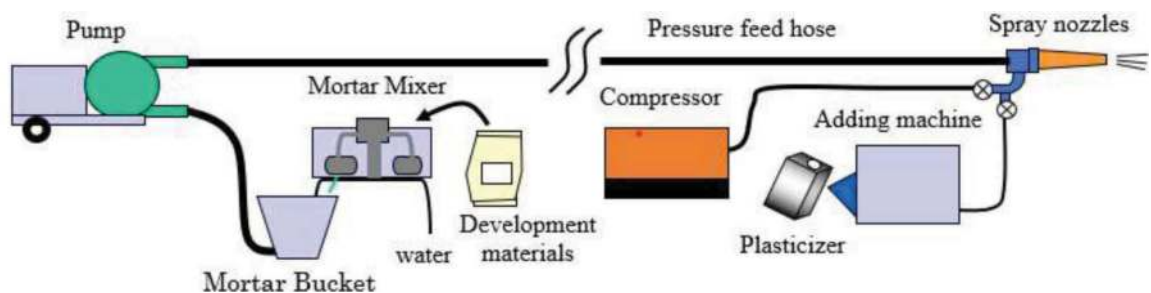 Pump
Pressure feed hose
Spray nozzles
Mortar Mixer
Compressor
Adding machine
Development
materials
water
Plasticizer
Mortar Bucket